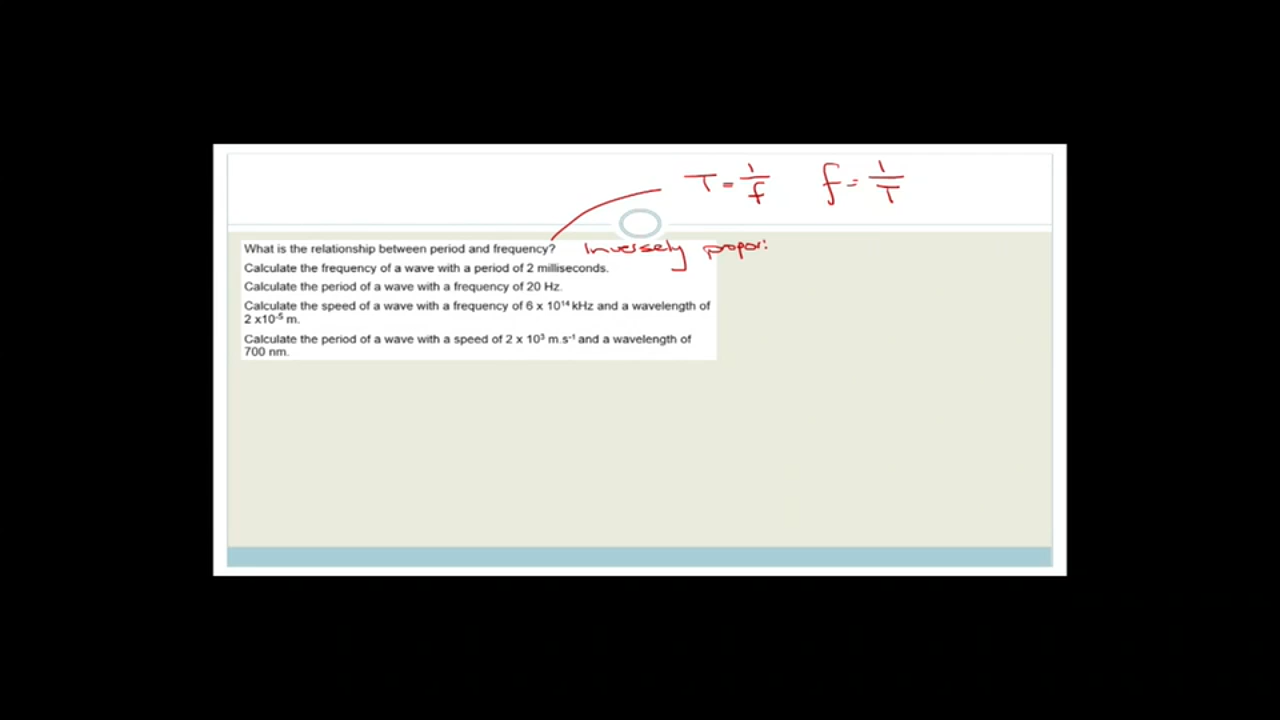 T = 1/f f = 1/T
What is the relationship between period and frequency? Inversely propor:
Calculate the frequency of a wave with a period of 2 milliseconds.
Calculate the period of a wave with a frequency of 20 Hz.
Calculate the speed of a wave with a frequency of 6 x 10¹⁴ kHz and a wavelength of
2 x10⁻⁵ m.
Calculate the period of a wave with a speed of 2 x 10³ m.s⁻¹ and a wavelength of
700 nm.